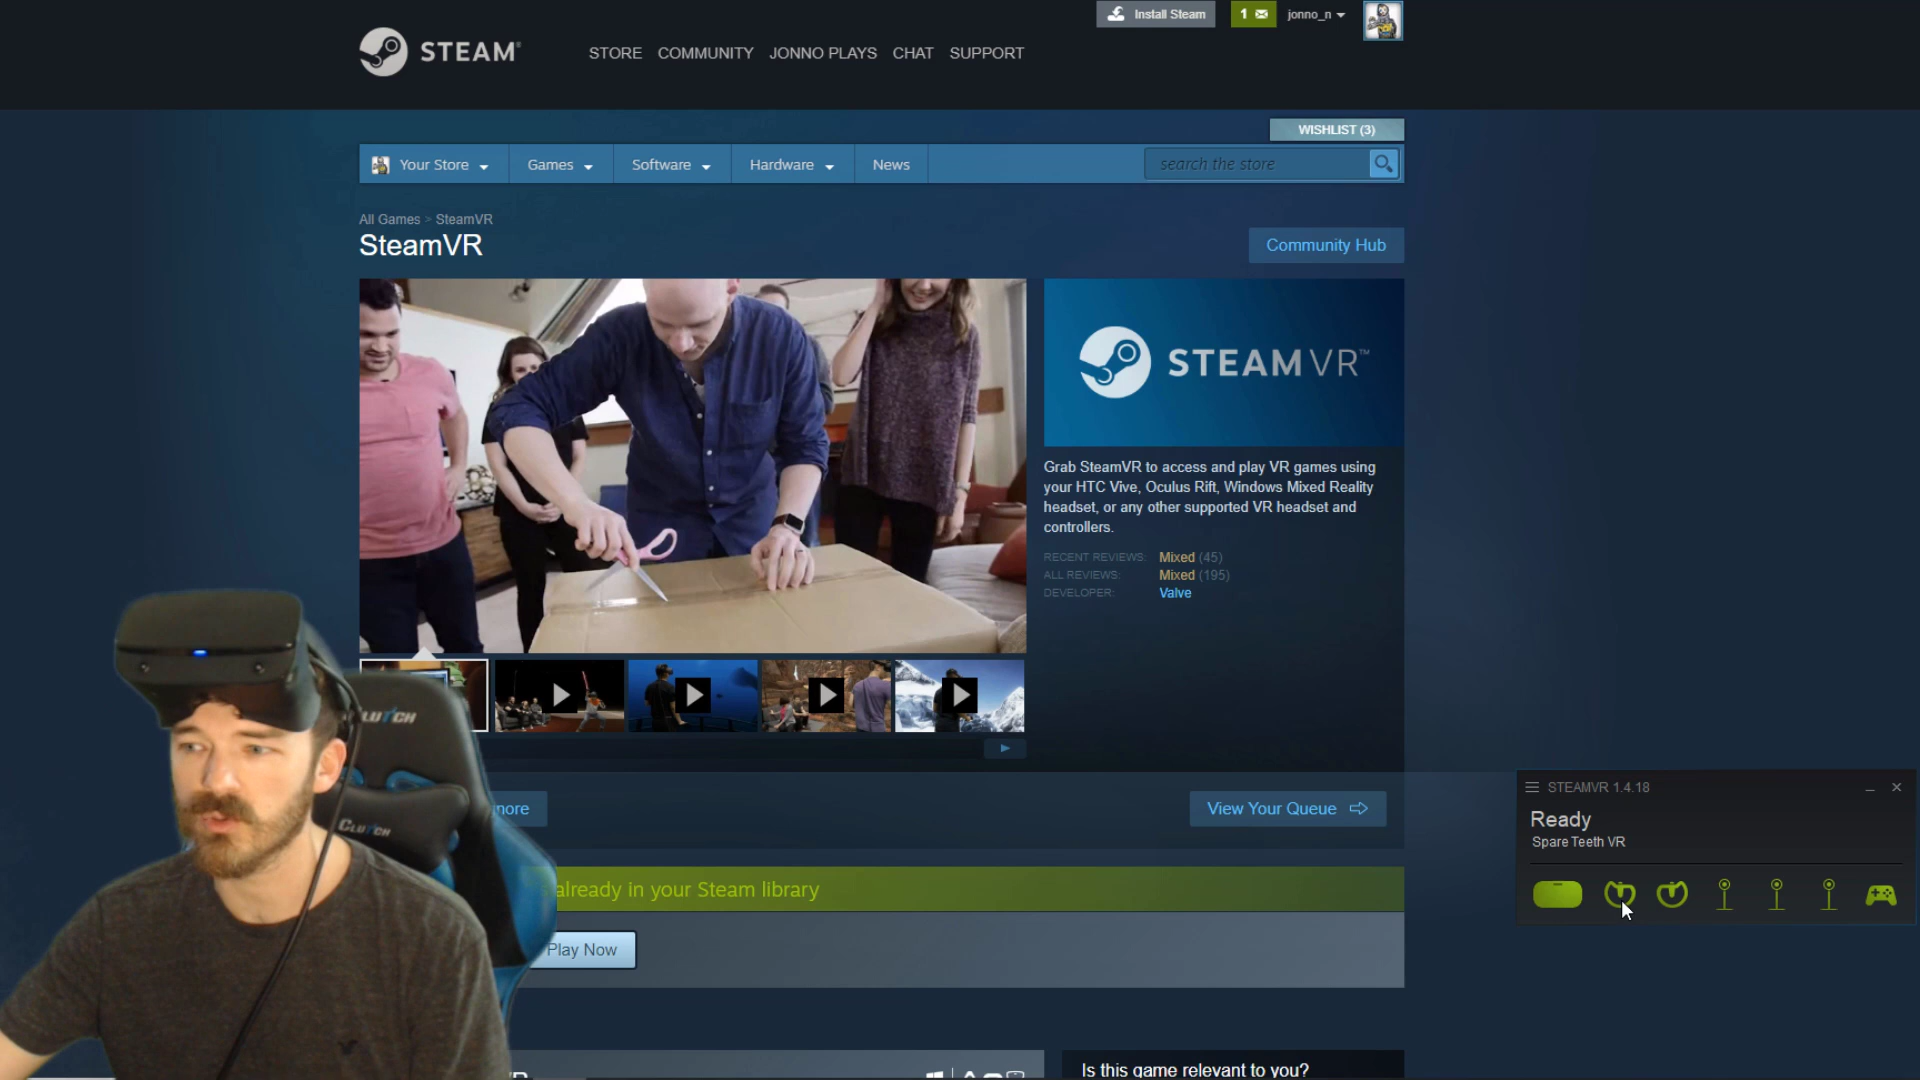 Install Steam
1
jonno_n
STEAM®
STORE
COMMUNITY
JONNO PLAYS
CHAT
SUPPORT
WISHLIST (3)
Your Store
Games
Software
Hardware
News
search the store
All Games > SteamVR
SteamVR
Community Hub
STEAMVR™
Grab SteamVR to access and play VR games using
your HTC Vive, Oculus Rift, Windows Mixed Reality
headset, or any other supported VR headset and
controllers.
RECENT REVIEWS: Mixed (45)
ALL REVIEWS: Mixed (195)
DEVELOPER: Valve
CLUTCH
CLUTCH
more
View Your Queue
STEAMVR 1.4.18
Ready
Spare Teeth VR
already in your Steam library
Play Now
Is this game relevant to you?